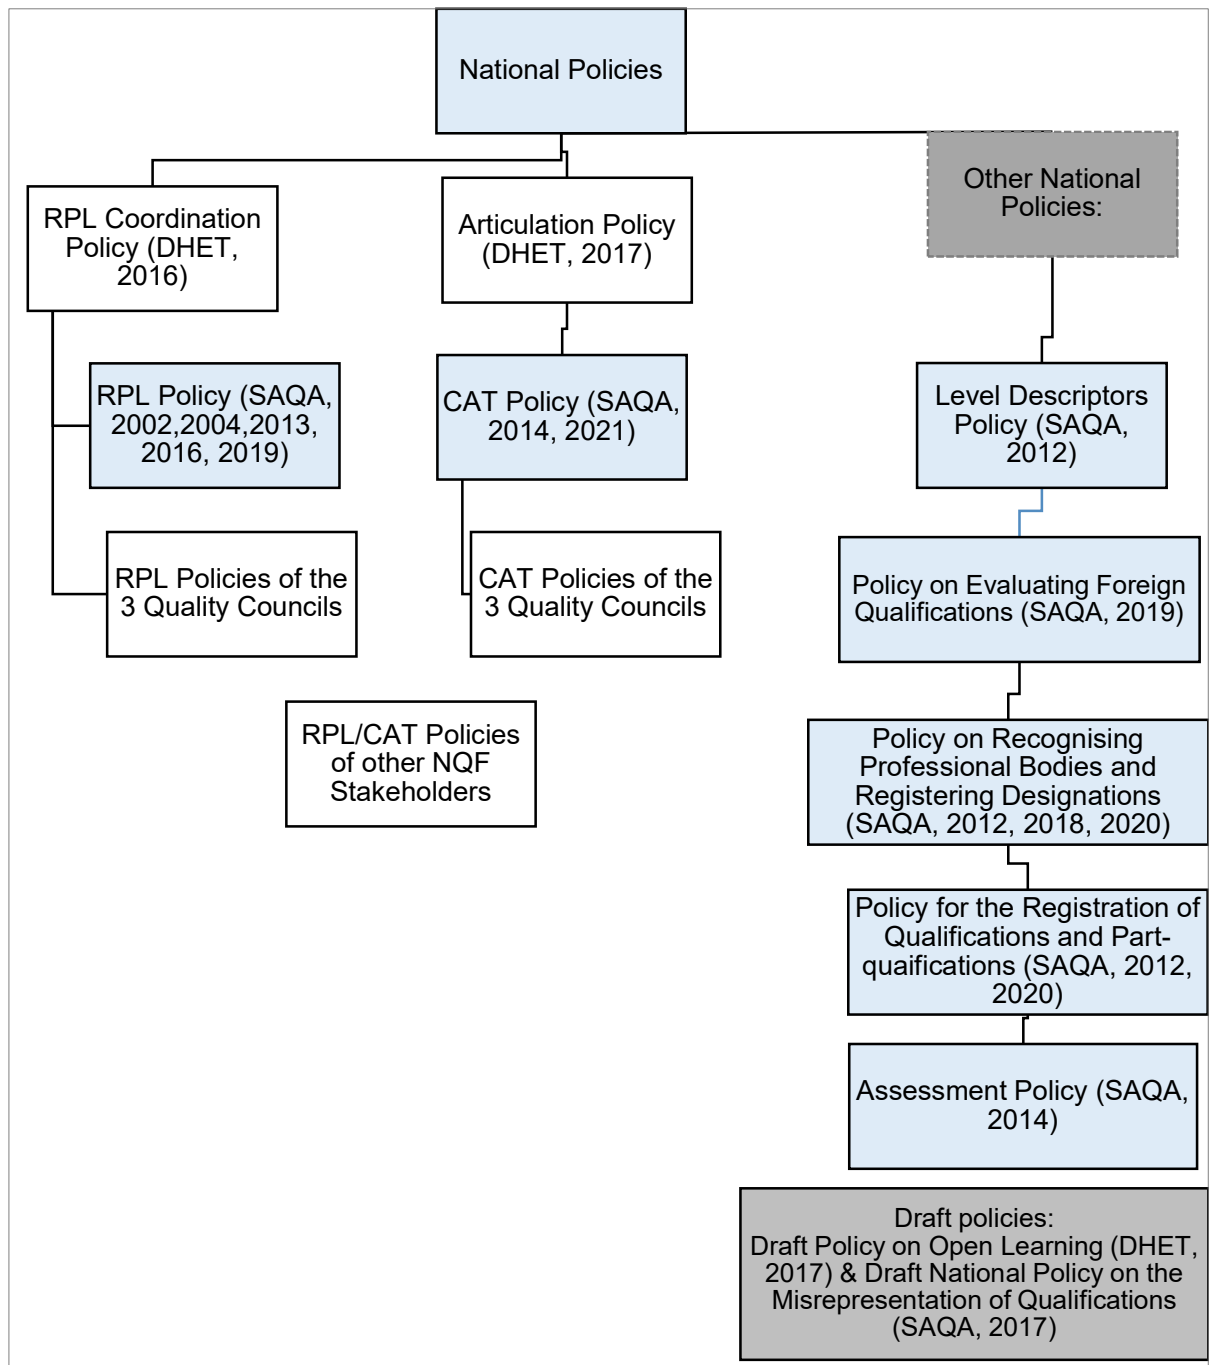 National Policies
Other National
Policies:
RPL Coordination
Policy (DHET,
2016)
Articulation Policy
(DHET, 2017)
RPL Policy (SAQA,
2002,2004,2013,
2016, 2019)
CAT Policy (SAQA,
2014, 2021)
Level Descriptors
Policy (SAQA,
2012)
RPL Policies of the
3 Quality Councils
CAT Policies of the
3 Quality Councils
Policy on Evaluating Foreign
Qualifications (SAQA, 2019)
RPL/CAT Policies
of other NQF
Stakeholders
Policy on Recognising
Professional Bodies and
Registering Designations
(SAQA, 2012, 2018, 2020)
Policy for the Registration of
Qualifications and Part-
quaifications (SAQA, 2012,
2020)
Assessment Policy (SAQA,
2014)
Draft policies:
Draft Policy on Open Learning (DHET,
2017) & Draft National Policy on the
Misrepresentation of Qualifications
(SAQA, 2017)